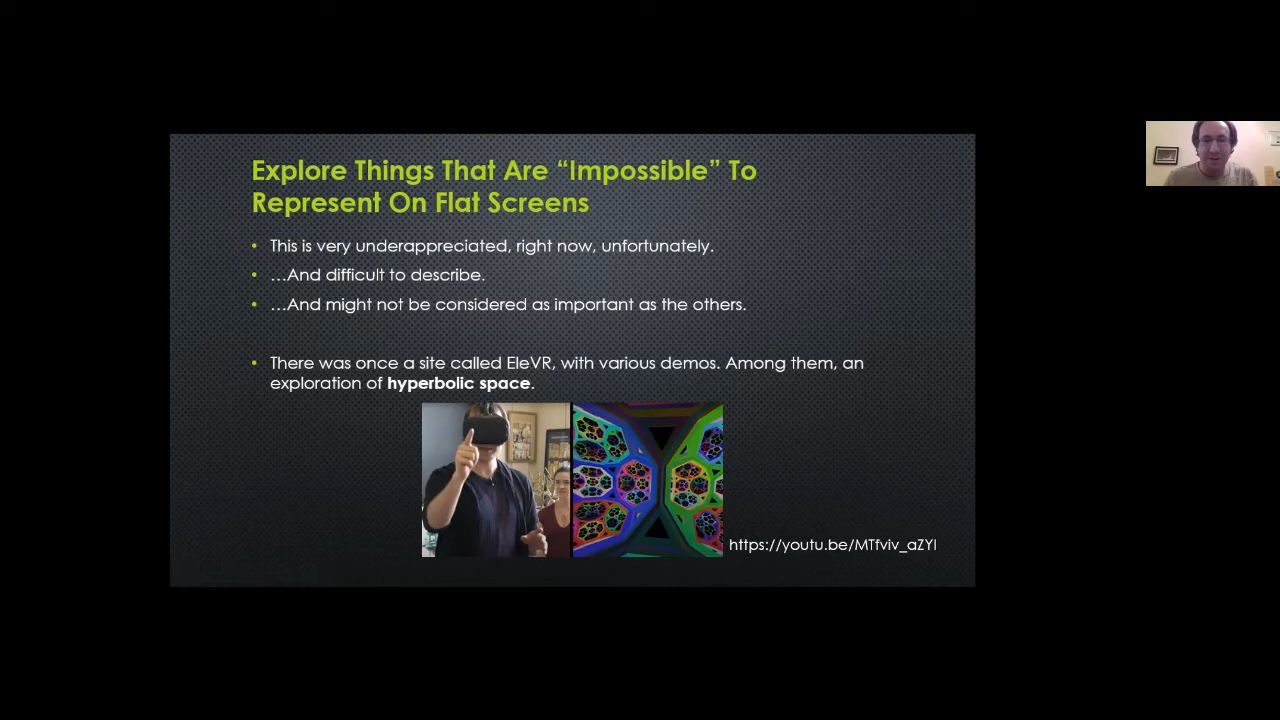 Explore Things That Are “Impossible” To
Represent On Flat Screens
• This is very underappreciated, right now, unfortunately.
• …And difficult to describe.
• …And might not be considered as important as the others.
• There was once a site called EleVR, with various demos. Among them, an
exploration of hyperbolic space.
https://youtu.be/MTfviv_aZYI